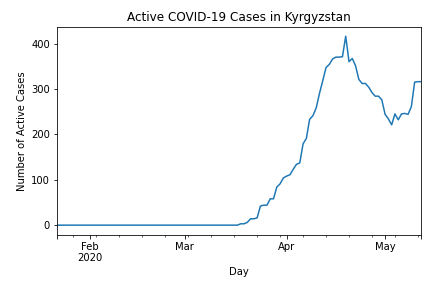 Active COVID-19 Cases in Kyrgyzstan
Number of Active Cases
400
300
200
100
0
Feb
2020
Mar
Apr
May
Day